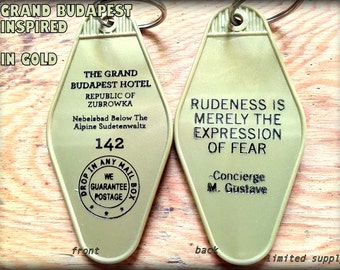 GRAND BUDAPEST
INSPIRED
IN GOLD
THE GRAND
BUDAPEST HOTEL
REPUBLIC OF
ZUBROWKA
Nebelsbad Below The
Alpine Sudetenwaltz
142
DROP IN ANY MAIL BOX
WE
GUARANTEE
POSTAGE
front
RUDENESS IS
MERELY THE
EXPRESSION
OF FEAR
-Concierge
M. Gustave
back
limited suppl